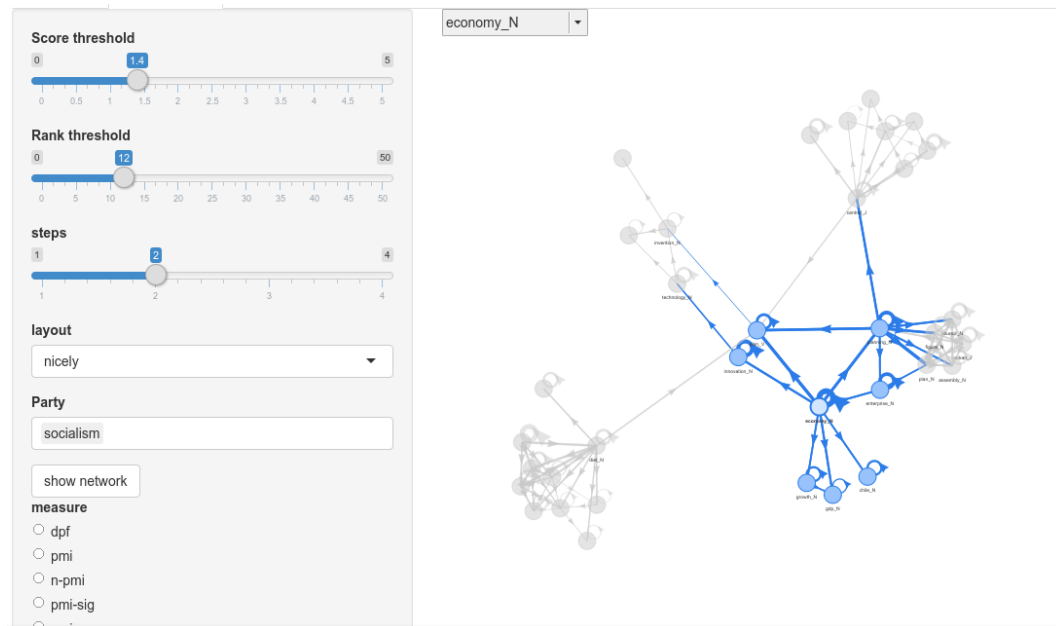 economy_N
Score threshold
0 1.4 5
0 0.5 1 1.5 2 2.5 3 3.5 4 4.5 5
Rank threshold
0 12 50
0 5 10 15 20 25 30 35 40 45 50
steps
1 2 4
1 2 3 4
layout
nicely
Party
socialism
show network
measure
dpf
pmi
n-pmi
pmi-sig
invention_N
technology_N
innovation_N
plan_N
assembly_N
enterprise_N
economy_N
growth_N
gdp_N